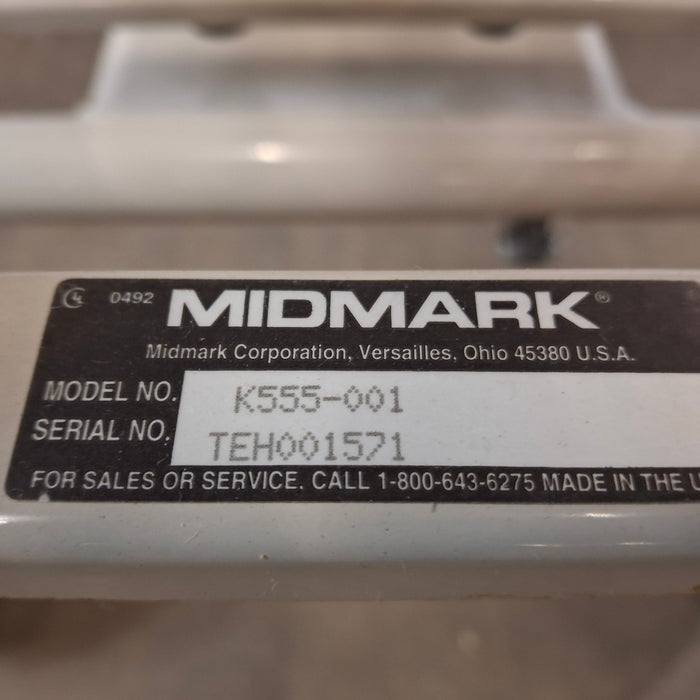 0492 MIDMARK®
Midmark Corporation, Versailles, Ohio 45380 U.S.A.
MODEL NO. K555-001
SERIAL NO. TEH001571
FOR SALES OR SERVICE, CALL 1-800-643-6275 MADE IN THE U